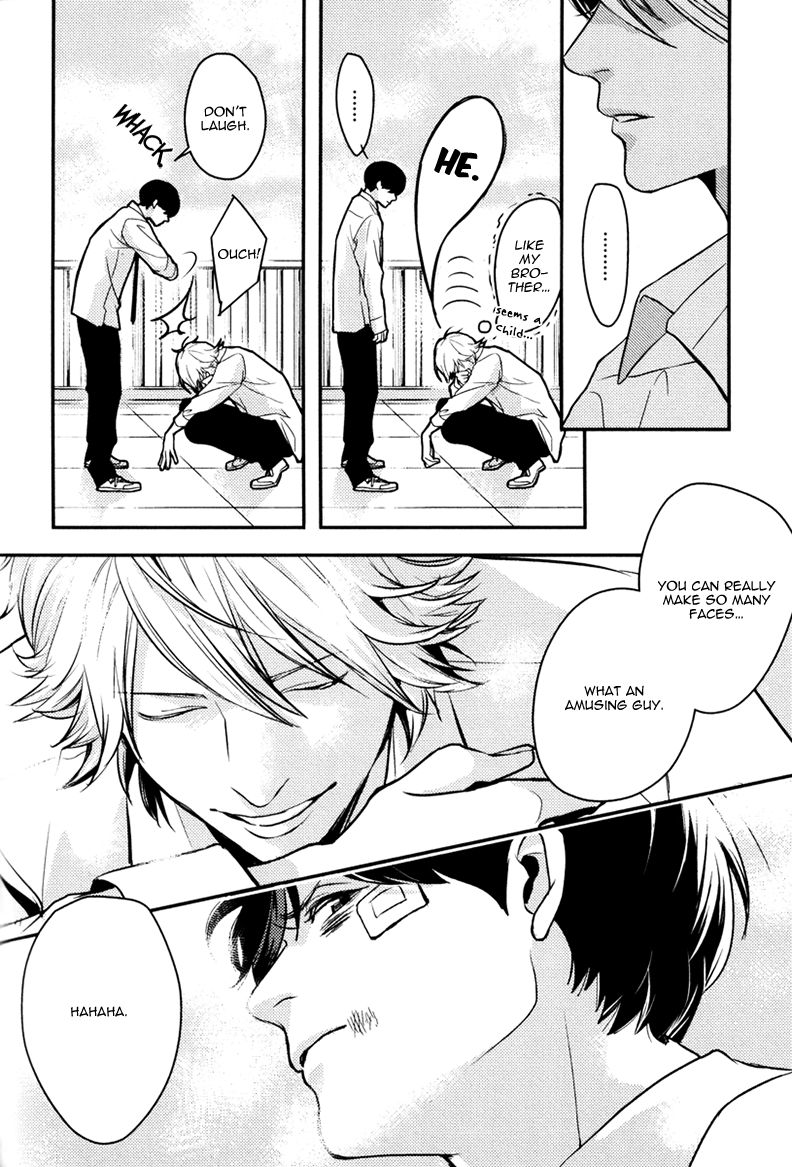 ………
………
LIKE
MY
BRO-
THER...
seems a
child...
HE.
DON'T
LAUGH.
WHACK
OUCH!
YOU CAN REALLY
MAKE SO MANY
FACES...
WHAT AN
AMUSING GUY.
HAHAHA.